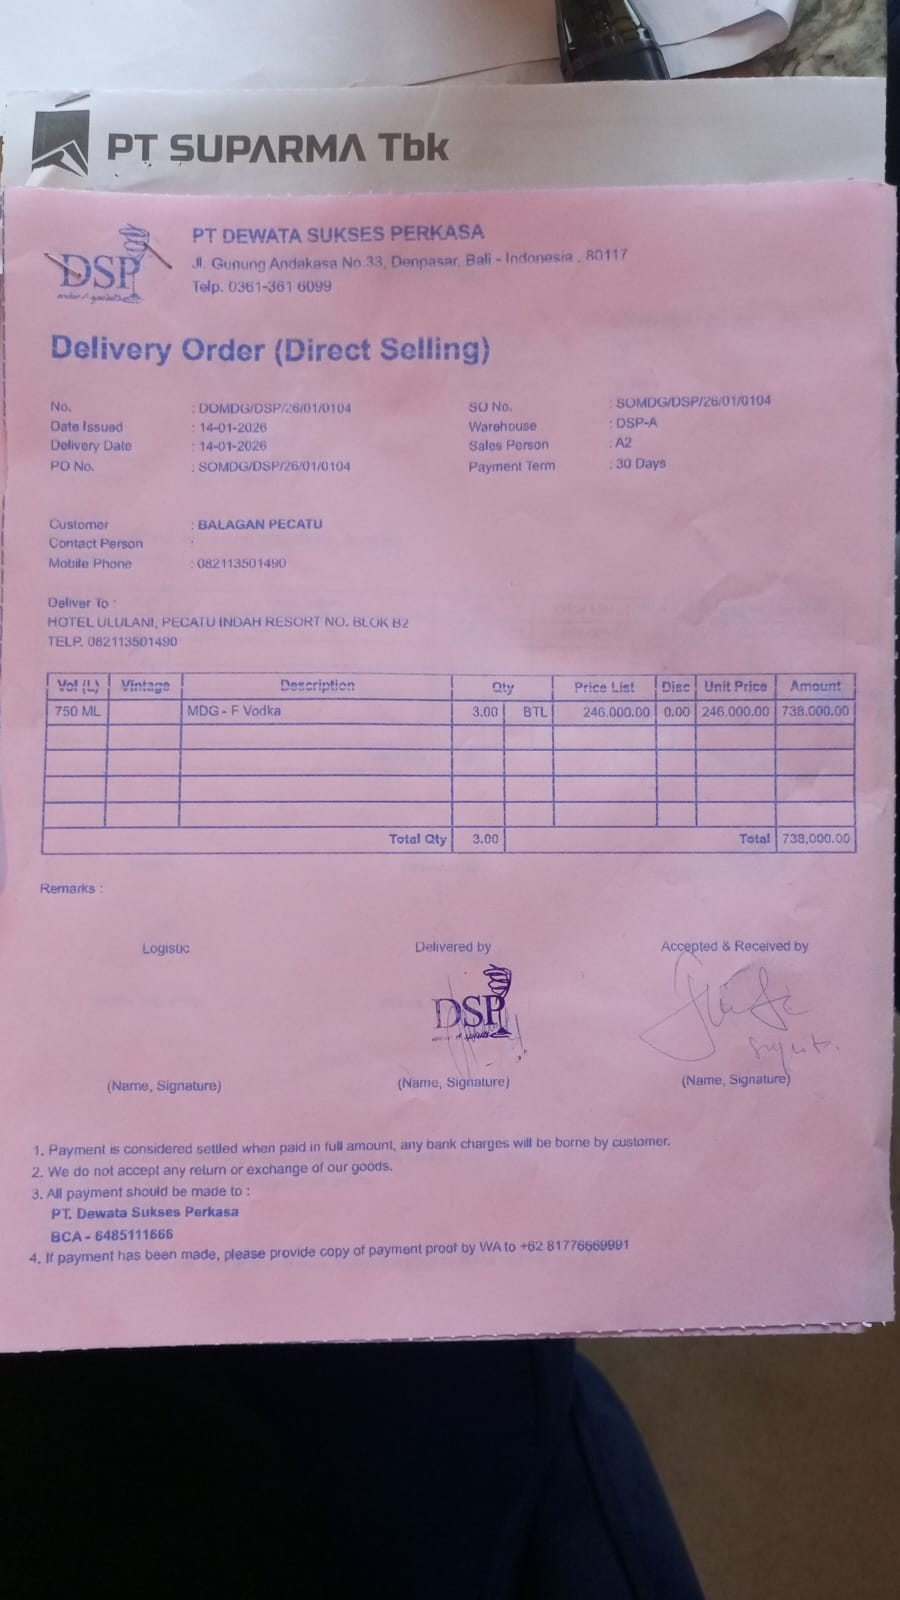 PT SUPARMA Tbk
DSP
PT DEWATA SUKSES PERKASA
Jl. Gunung Andakasa No.33, Denpasar, Bali - Indonesia , 80117
Telp. 0361-361 6099
Delivery Order (Direct Selling)
No. : DOMDG/DSP/26/01/0104 SO No. : SOMDG/DSP/26/01/0104
Date Issued : 14-01-2026 Warehouse : DSP-A
Delivery Date : 14-01-2026 Sales Person : A2
PO No. : SOMDG/DSP/26/01/0104 Payment Term : 30 Days
Customer : BALAGAN PECATU
Contact Person :
Mobile Phone : 082113501490
Deliver To :
HOTEL ULULANI, PECATU INDAH RESORT NO. BLOK B2
TELP. 082113501490
Vol (L) Vintage Description Qty Price List Disc Unit Price Amount
750 ML MDG - F Vodka 3.00 BTL 246.000.00 0.00 246.000.00 738.000.00
Total Qty 3.00 Total 738,000.00
Remarks :
Logistic Delivered by Accepted & Received by
DSP
(Name, Signature) (Name, Signature) (Name, Signature)
1. Payment is considered settled when paid in full amount, any bank charges will be borne by customer.
2. We do not accept any return or exchange of our goods.
3. All payment should be made to :
PT. Dewata Sukses Perkasa
BCA - 6485111666
4. If payment has been made, please provide copy of payment proof by WA to +62 81776669991